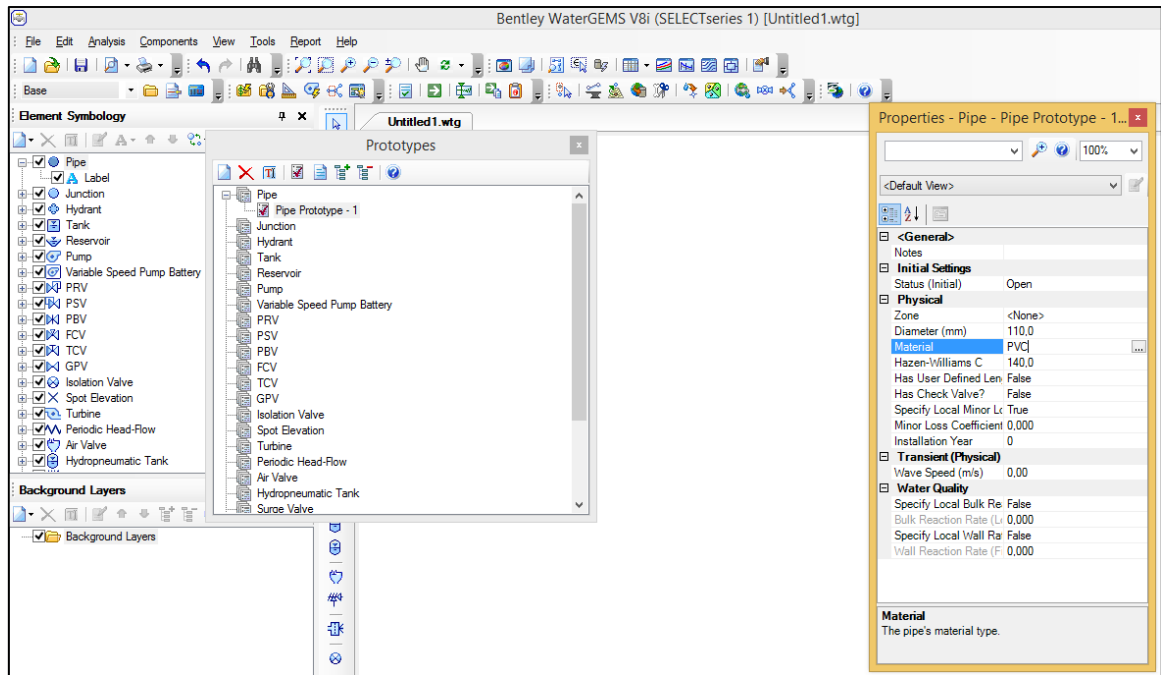 Bentley WaterGEMS V8i (SELECTseries 1) [Untitled1.wtg]
File Edit Analysis Components View Tools Report Help
Base
Element Symbology
Pipe
Label
Junction
Hydrant
Tank
Reservoir
Pump
Variable Speed Pump Battery
PRV
PSV
PBV
FCV
TCV
GPV
Isolation Valve
Spot Elevation
Turbine
Periodic Head-Flow
Air Valve
Hydropneumatic Tank
Background Layers
Background Layers
Untitled1.wtg
Prototypes
Pipe
Pipe Prototype - 1
Junction
Hydrant
Tank
Reservoir
Pump
Variable Speed Pump Battery
PRV
PSV
PBV
FCV
TCV
GPV
Isolation Valve
Spot Elevation
Turbine
Periodic Head-Flow
Air Valve
Hydropneumatic Tank
Surge Valve
Properties - Pipe - Pipe Prototype - 1...
100%
<Default View>
<General>
Notes
Initial Settings
Status (Initial) Open
Physical
Zone <None>
Diameter (mm) 110,0
Material PVC ...
Hazen-Williams C 140,0
Has User Defined Len False
Has Check Valve? False
Specify Local Minor Lo True
Minor Loss Coefficient 0,000
Installation Year 0
Transient (Physical)
Wave Speed (m/s) 0,00
Water Quality
Specify Local Bulk Re False
Bulk Reaction Rate (L 0,000
Specify Local Wall Ra False
Wall Reaction Rate (F 0,000
Material
The pipe's material type.